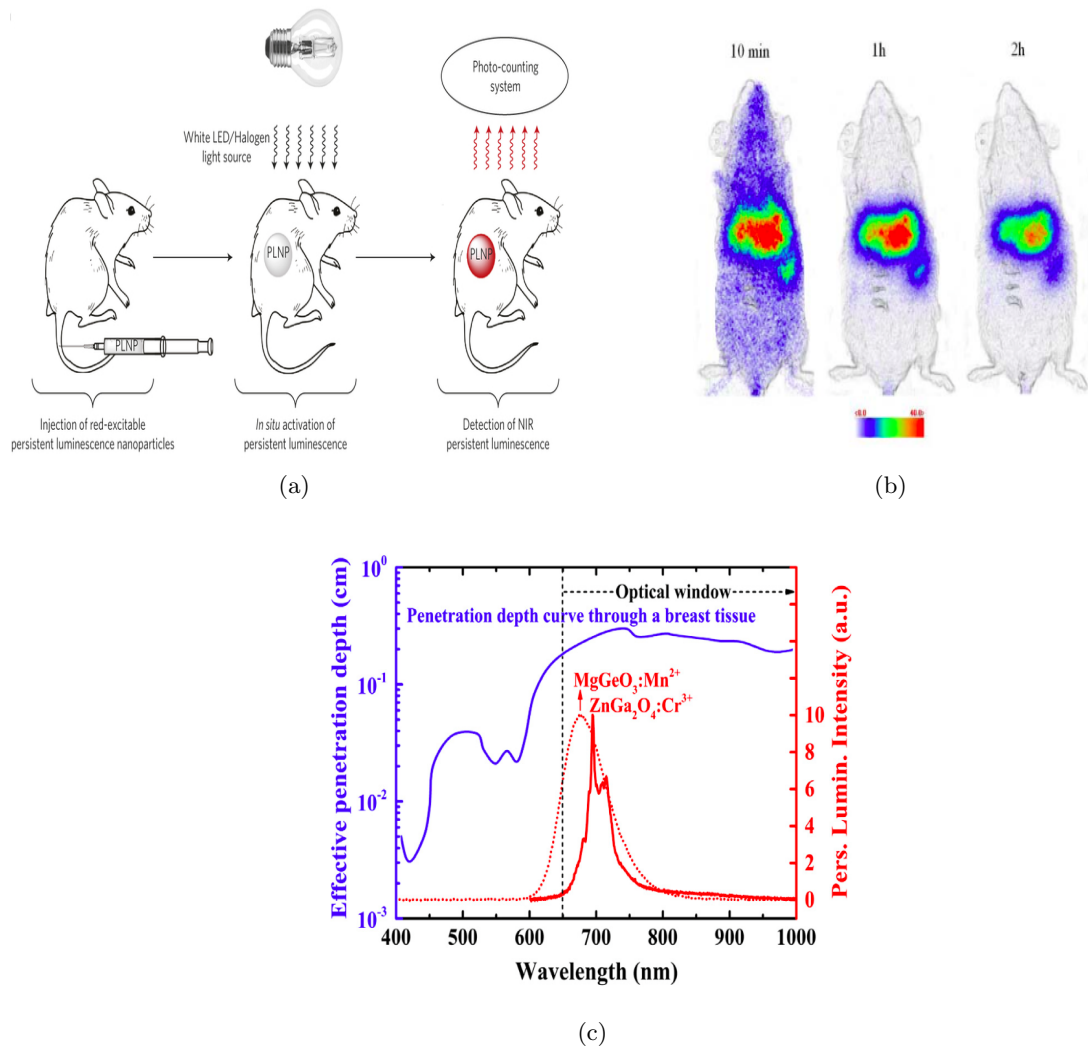 White LED/Halogen
light source
Photo-counting
system
PLNP
PLNP
PLNP
Injection of red-excitable
persistent luminescence nanoparticles
In situ activation of
persistent luminescence
Detection of NIR
persistent luminescence
(a)
10 min
1h
2h
(b)
Effective penetration depth (cm)
10⁰
10⁻¹
10⁻²
10⁻³
Optical window
Penetration depth curve through a breast tissue
MgGeO₃:Mn²⁺
ZnGa₂O₄:Cr³⁺
10
8
6
4
2
0
Pers. Lumin. Intensity (a.u.)
400 500 600 700 800 900 1000
Wavelength (nm)
(c)